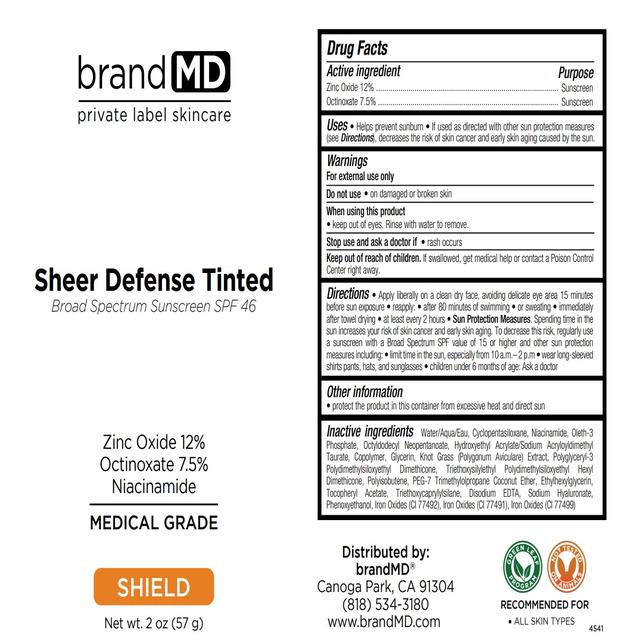 brand MD
private label skincare
Sheer Defense Tinted
Broad Spectrum Sunscreen SPF 46
Zinc Oxide 12%
Octinoxate 7.5%
Niacinamide
MEDICAL GRADE
SHIELD
Net wt. 2 oz (57 g)
Drug Facts
Active ingredient Purpose
Zinc Oxide 12% ........ Sunscreen
Octinoxate 7.5% ........ Sunscreen
Uses • Helps prevent sunburn • If used as directed with other sun protection measures
(see Directions), decreases the risk of skin cancer and early skin aging caused by the sun.
Warnings
For external use only
Do not use • on damaged or broken skin
When using this product
• keep out of eyes. Rinse with water to remove.
Stop use and ask a doctor if • rash occurs
Keep out of reach of children. If swallowed, get medical help or contact a Poison Control
Center right away.
Directions • Apply liberally on a clean dry face, avoiding delicate eye area 15 minutes
before sun exposure • reapply: • after 80 minutes of swimming • or sweating • immediately
after towel drying • at least every 2 hours • Sun Protection Measures. Spending time in the
sun increases your risk of skin cancer and early skin aging. To decrease this risk, regularly use
a sunscreen with a Broad Spectrum SPF value of 15 or higher and other sun protection
measures including: • limit time in the sun, especially from 10 a.m. – 2 p.m • wear long-sleeved
shirts pants, hats, and sunglasses • children under 6 months of age: Ask a doctor
Other information
• protect the product in this container from excessive heat and direct sun
Inactive ingredients Water/Aqua/Eau, Cyclopentasiloxane, Niacinamide, Oleth-3
Phosphate, Octyldodecyl Neopentanoate, Hydroxyethyl Acrylate/Sodium Acryloyldimethyl
Taurate, Copolymer, Glycerin, Knot Grass (Polygonum Aviculare) Extract, Polyglyceryl-3
Polydimethylsiloxyethyl Dimethicone, Triethoxysilylethyl Polydimethylsiloxyethyl Hexyl
Dimethicone, Polyisobutene, PEG-7 Trimethylolpropane Coconut Ether, Ethylhexylglycerin,
Tocopheryl Acetate, Triethoxycaprylylsilane, Disodium EDTA, Sodium Hyaluronate,
Phenoxyethanol, Iron Oxides (CI 77492), Iron Oxides (CI 77491), Iron Oxides (CI 77499)
Distributed by:
brandMD®
Canoga Park, CA 91304
(818) 534-3180
www.brandMD.com
GREEN LEAF
PROGRAM
NOT TESTED
ON ANIMALS
RECOMMENDED FOR
• ALL SKIN TYPES
4541